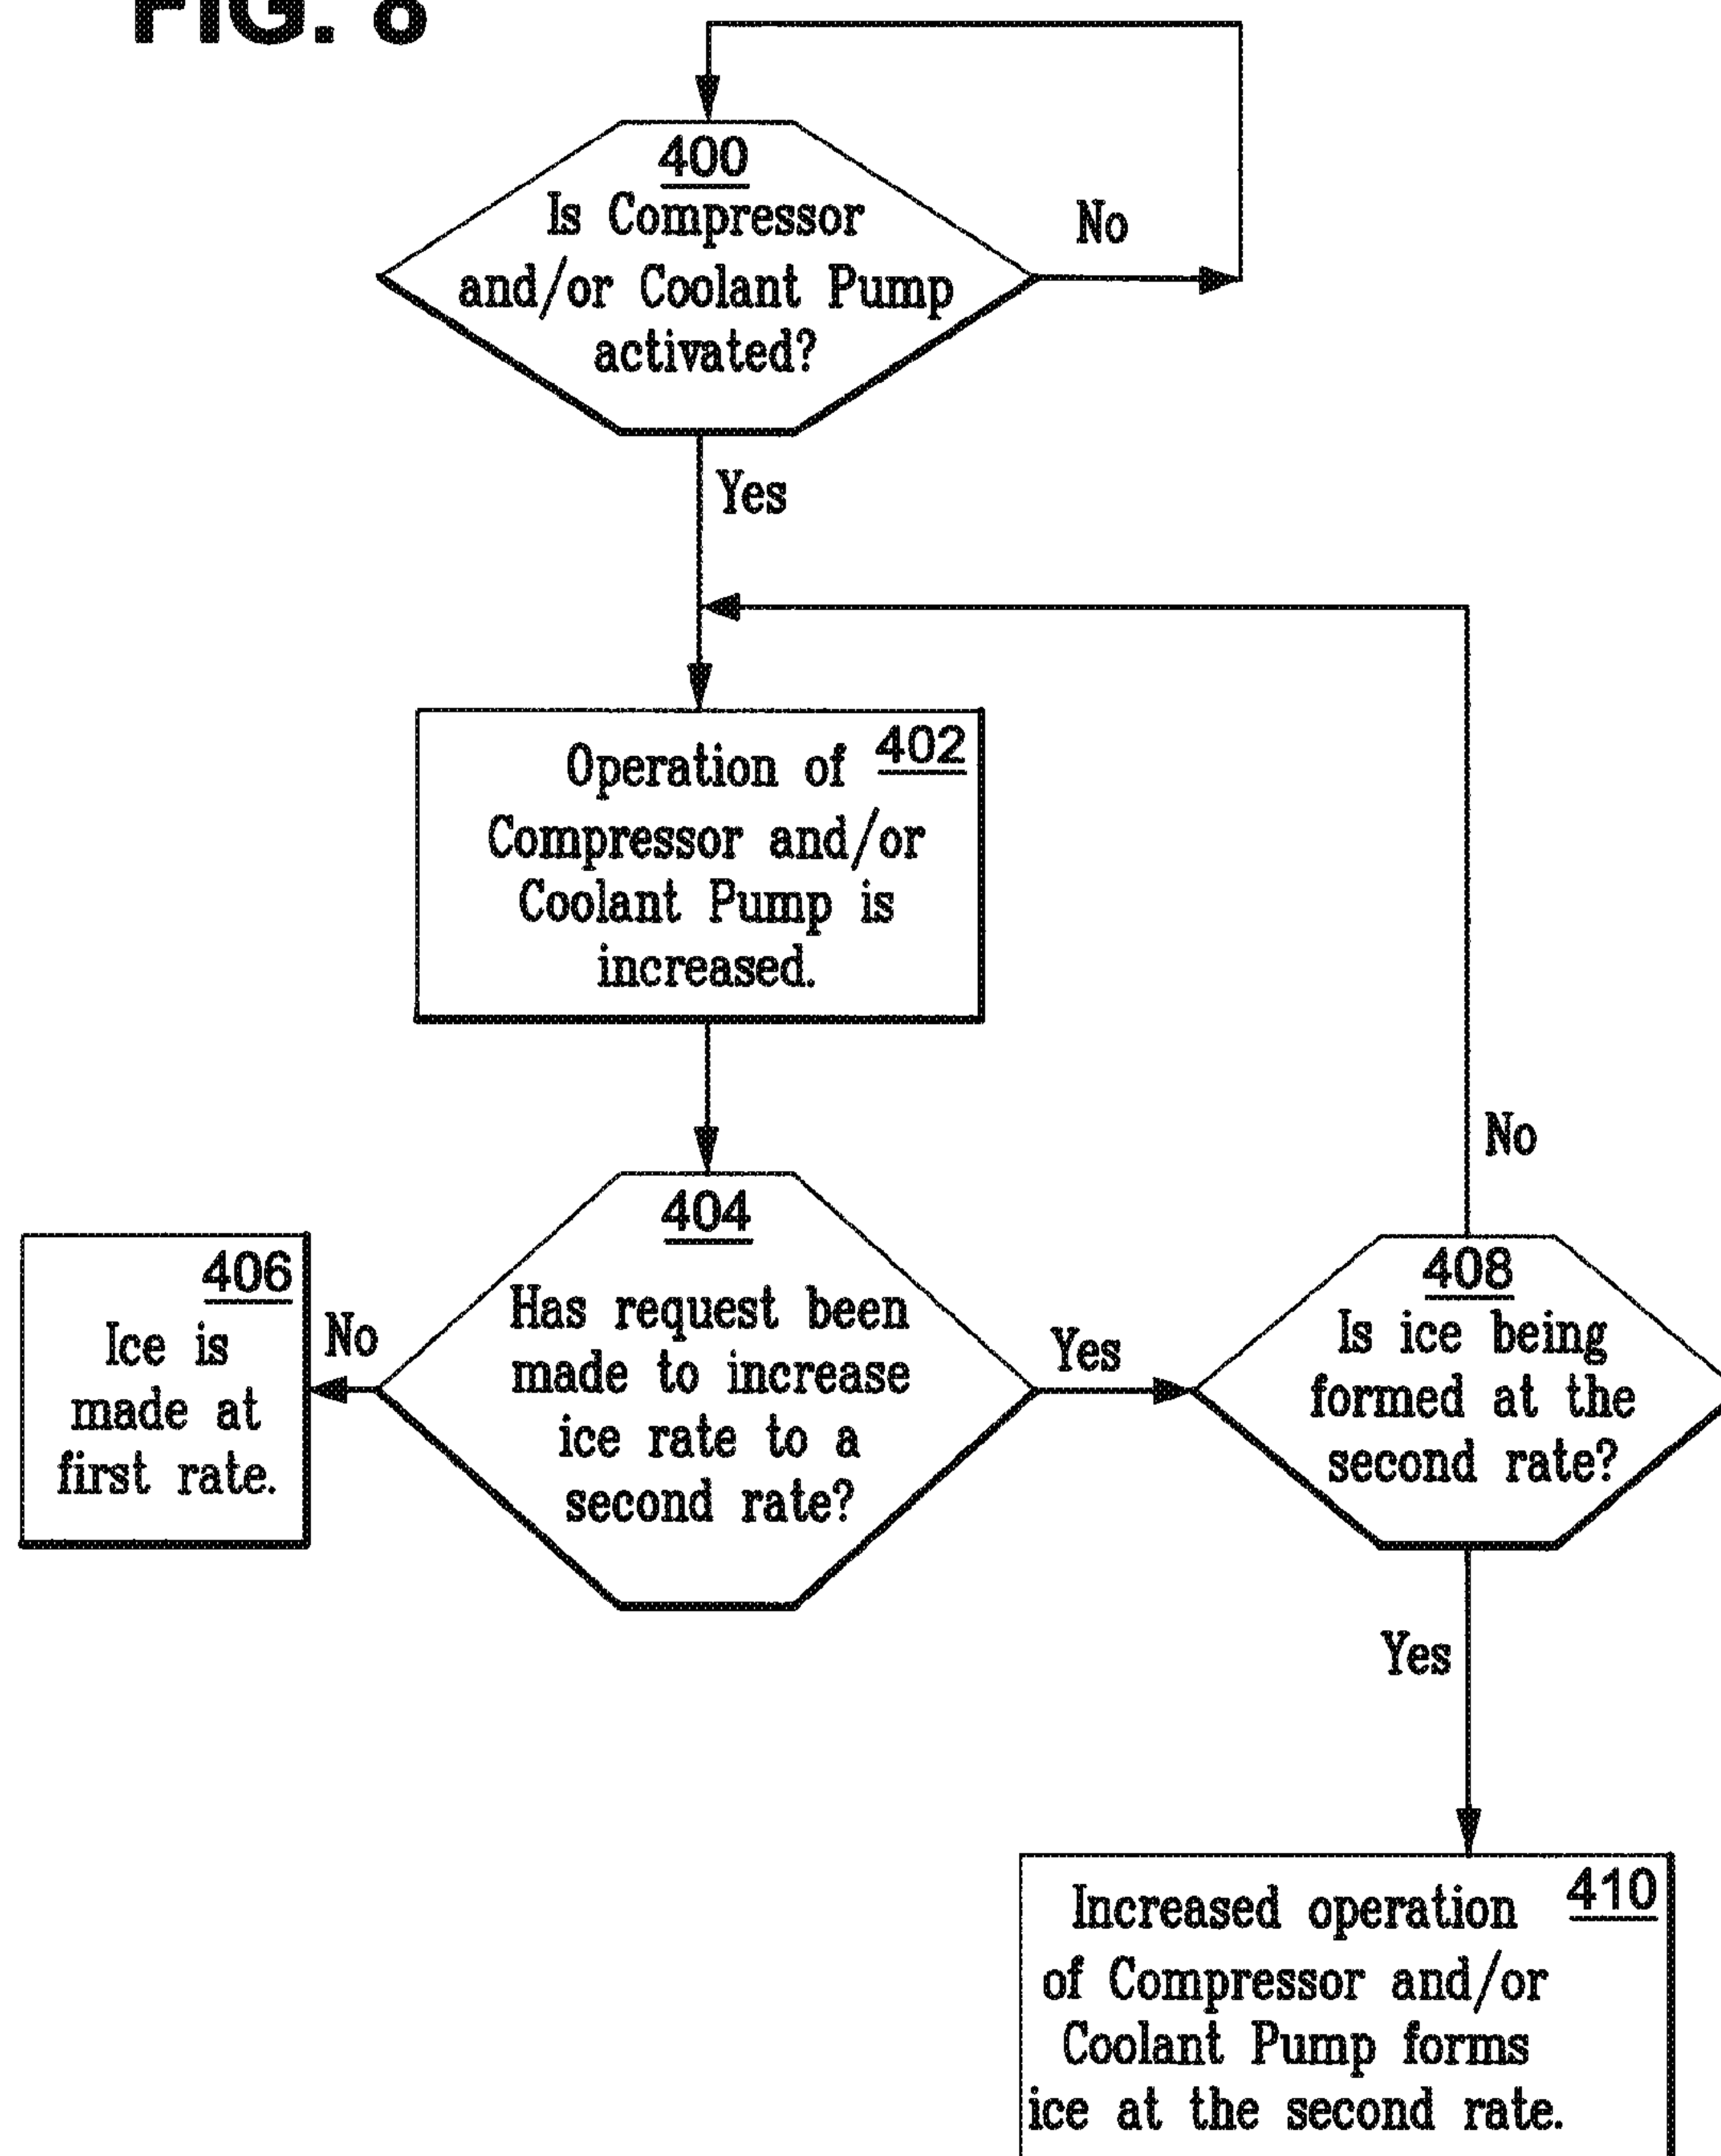 FIG. 8
400
Is Compressor
and/or Coolant Pump
activated?
No
Yes
402
Operation of
Compressor and/or
Coolant Pump is
increased.
404
Has request been
made to increase
ice rate to a
second rate?
No
406
Ice is
made at
first rate.
Yes
408
Is ice being
formed at the
second rate?
No
Yes
410
Increased operation
of Compressor and/or
Coolant Pump forms
ice at the second rate.